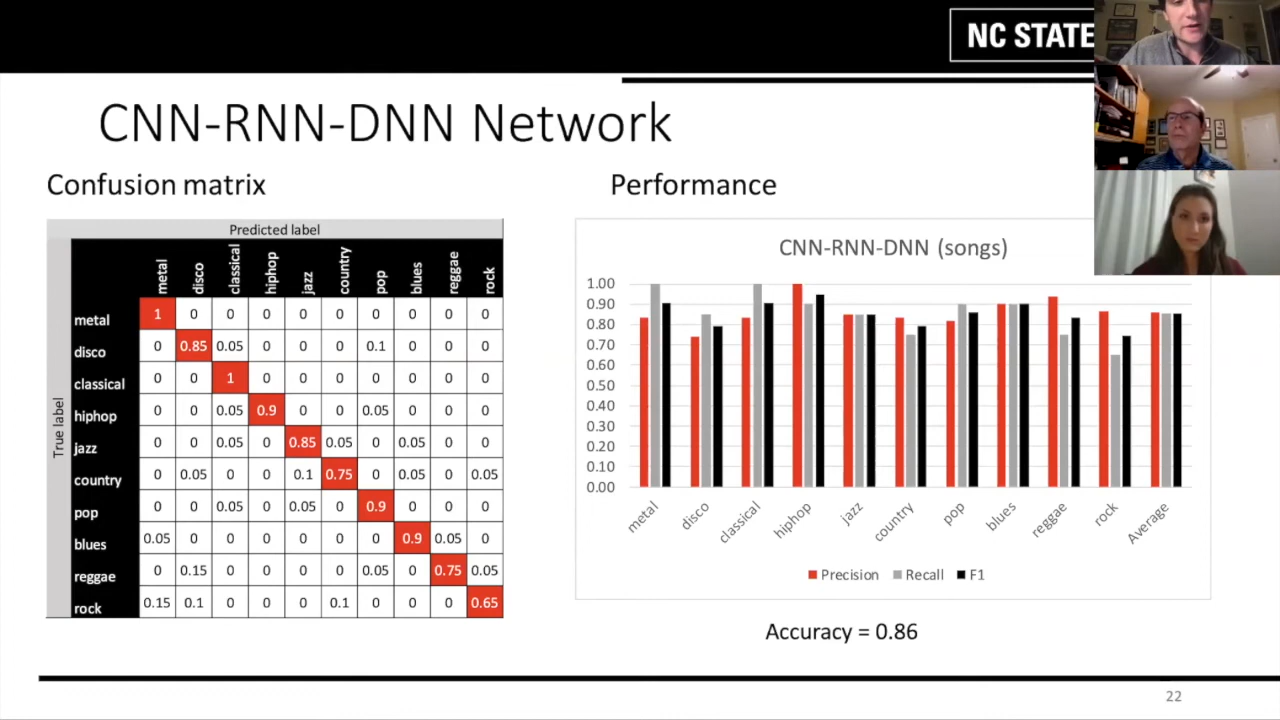 NC STATE
CNN-RNN-DNN Network
Confusion matrix
Predicted label
metal disco classical hiphop jazz country pop blues reggae rock
True label
metal 1 0 0 0 0 0 0 0 0 0
disco 0 0.85 0.05 0 0 0 0.1 0 0 0
classical 0 0 1 0 0 0 0 0 0 0
hiphop 0 0 0.05 0.9 0 0 0.05 0 0 0
jazz 0 0 0.05 0 0.85 0.05 0 0.05 0 0
country 0 0.05 0 0 0.1 0.75 0 0.05 0 0.05
pop 0 0 0.05 0 0.05 0 0.9 0 0 0
blues 0.05 0 0 0 0 0 0 0.9 0.05 0
reggae 0 0.15 0 0 0 0 0.05 0 0.75 0.05
rock 0.15 0.1 0 0 0 0.1 0 0 0 0.65
Performance
CNN-RNN-DNN (songs)
1.00
0.90
0.80
0.70
0.60
0.50
0.40
0.30
0.20
0.10
0.00
metal disco classical hiphop jazz country pop blues reggae rock Average
Precision Recall F1
Accuracy = 0.86
22